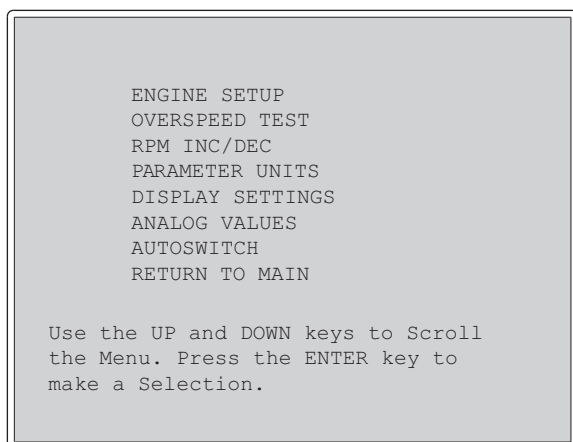 ENGINE SETUP
OVERSPEED TEST
RPM INC/DEC
PARAMETER UNITS
DISPLAY SETTINGS
ANALOG VALUES
AUTOSWITCH
RETURN TO MAIN
Use the UP and DOWN keys to Scroll
the Menu. Press the ENTER key to
make a Selection.